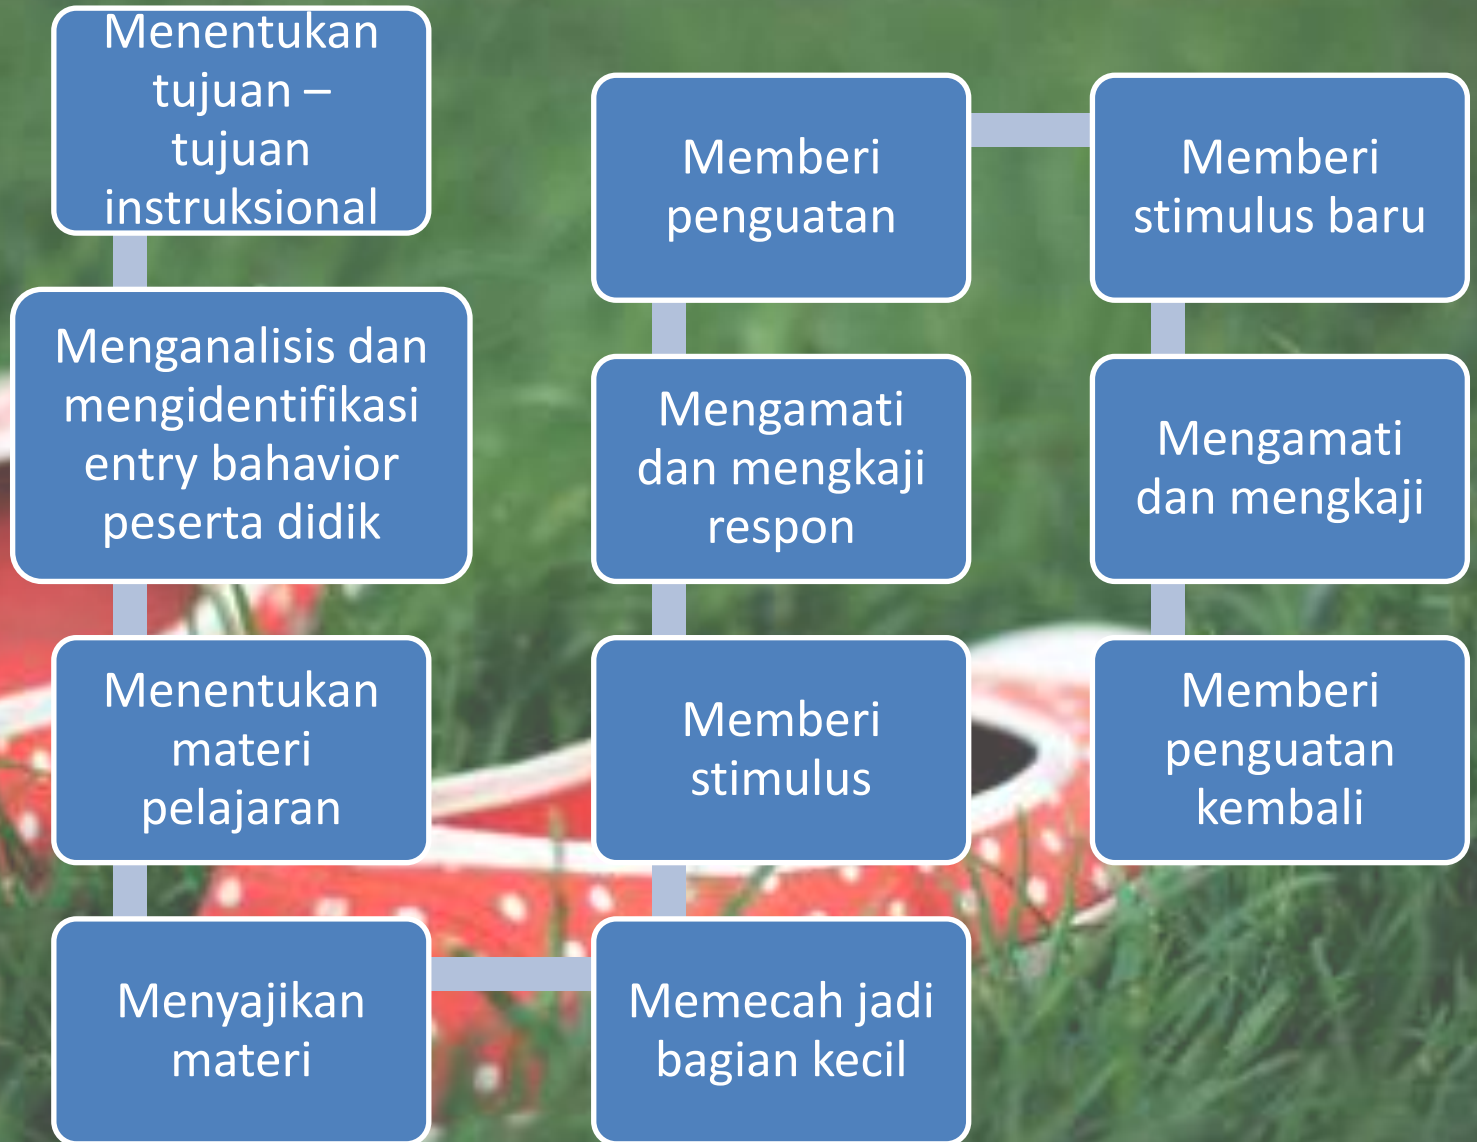 Menentukan
tujuan –
tujuan
instruksional
Menganalisis dan
mengidentifikasi
entry bahavior
peserta didik
Menentukan
materi
pelajaran
Menyajikan
materi
Memecah jadi
bagian kecil
Memberi
stimulus
Mengamati
dan mengkaji
respon
Memberi
penguatan
Memberi
stimulus baru
Mengamati
dan mengkaji
Memberi
penguatan
kembali